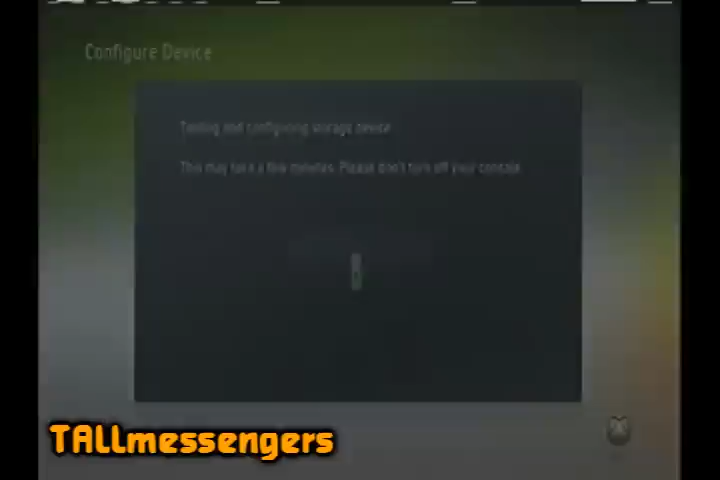 Configure Device
Testing and configuring storage device
This may take a few minutes. Please don't turn off your console.
TALLmessengers
X